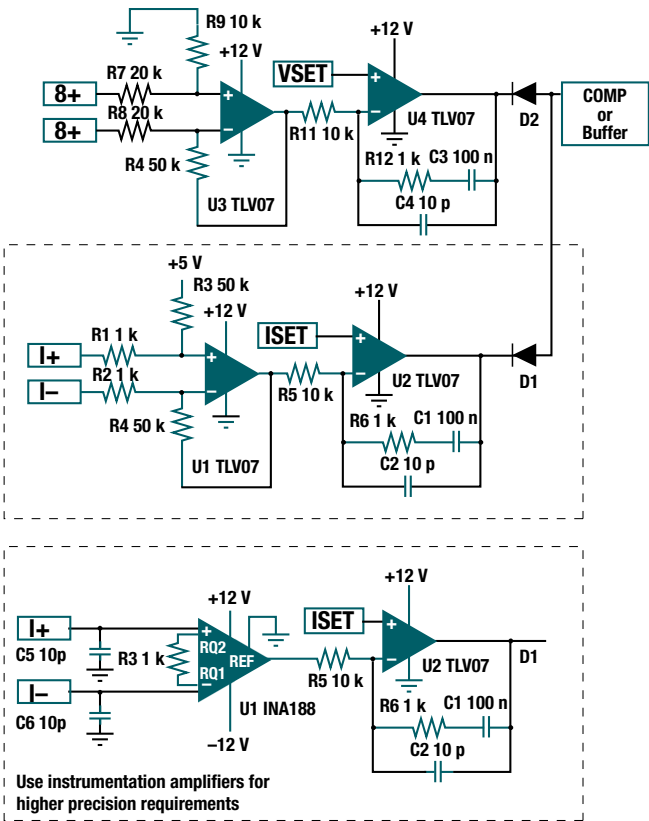 R9 10 k
+12 V
+12 V
R7 20 k
VSET
8+
+
+
COMP
or
Buffer
8+
R8 20 k
−
−
R11 10 k
U4 TLV07
D2
R4 50 k
R12 1 k
C3 100 n
C4 10 p
U3 TLV07
+5 V
R3 50 k
+12 V
+12 V
ISET
R1 1 k
I+
+
+
I–
R2 1 k
−
−
R5 10 k
U2 TLV07
D1
R4 50 k
R6 1 k
C1 100 n
C2 10 p
U1 TLV07
+12 V
+12 V
ISET
I+
+
+
C5 10p
R3 1 k
RQ2
REF
RQ1
−
−
U2 TLV07
D1
I–
R5 10 k
C6 10p
U1 INA188
R6 1 k
C1 100 n
C2 10 p
–12 V
Use instrumentation amplifiers for
higher precision requirements